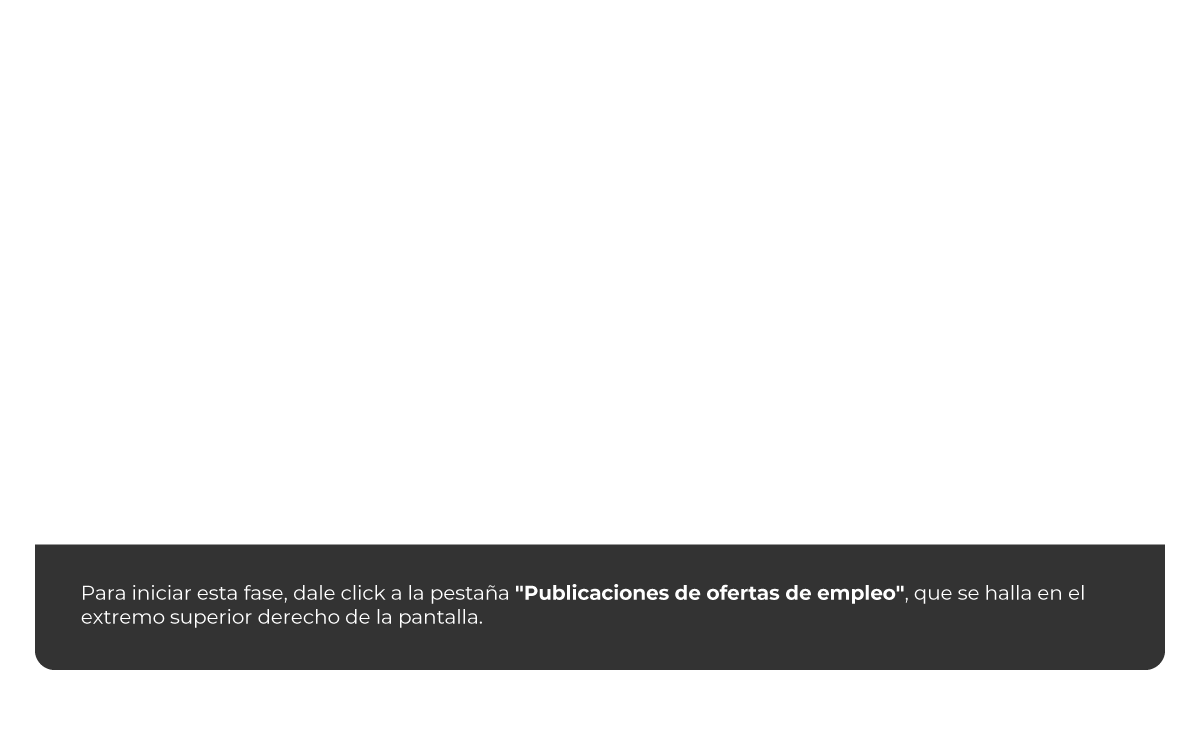 Para iniciar esta fase, dale click a la pestaña "Publicaciones de ofertas de empleo", que se halla en el
extremo superior derecho de la pantalla.